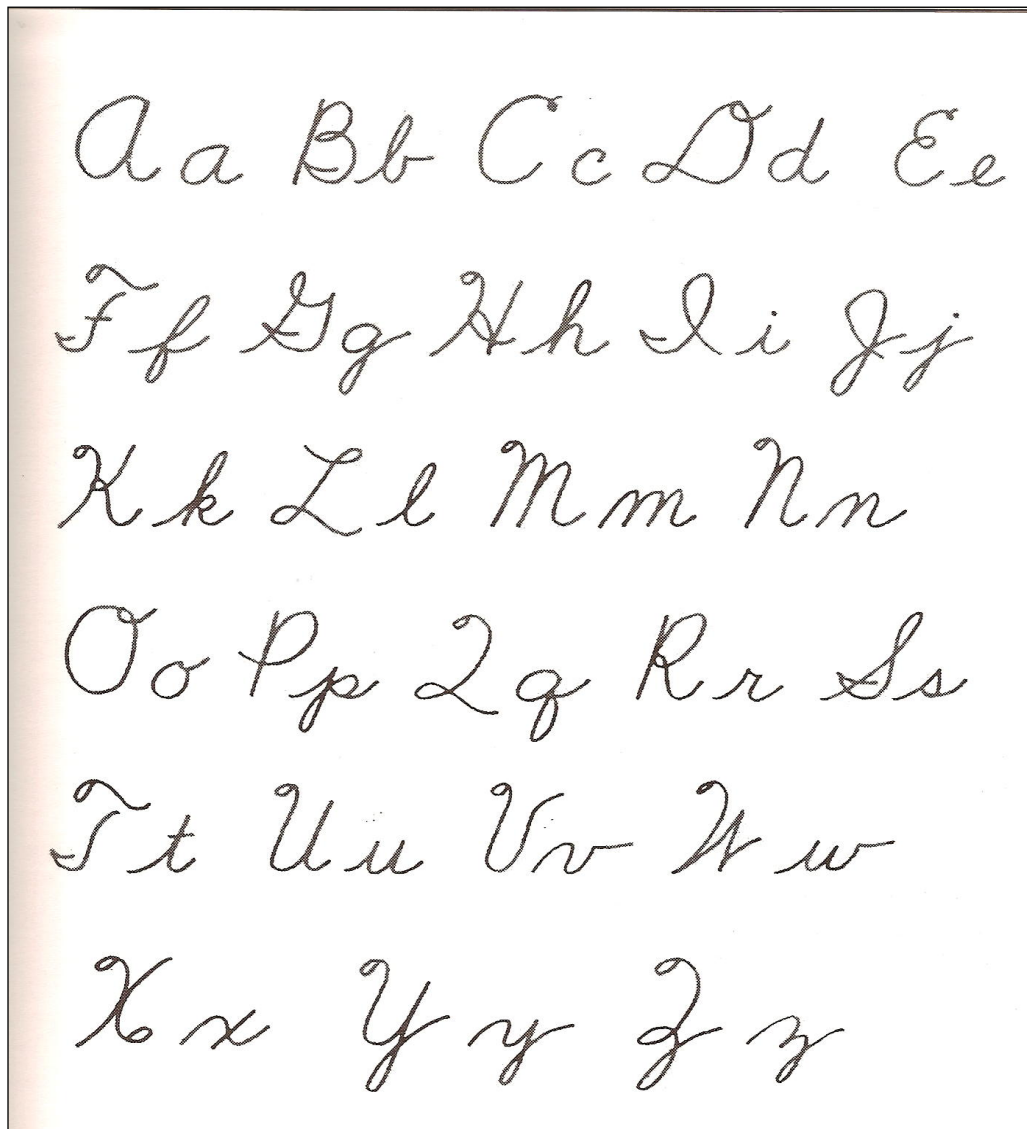 Aa Bb Cc Dd Ee
Ff Gg Hh Ii Jj
Kk Ll Mm Nn
Oo Pp Qq Rr Ss
Tt Uu Vv Ww
Xx Yy Zz